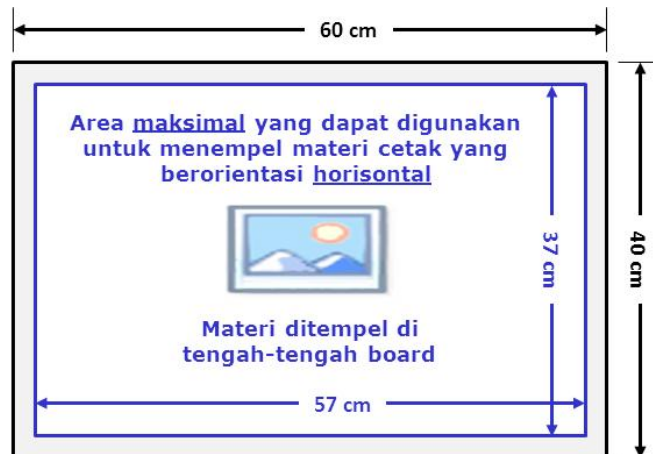 60 cm
Area maksimal yang dapat digunakan
untuk menempel materi cetak yang
berorientasi horisontal
37 cm
40 cm
Materi ditempel di
tengah-tengah board
57 cm